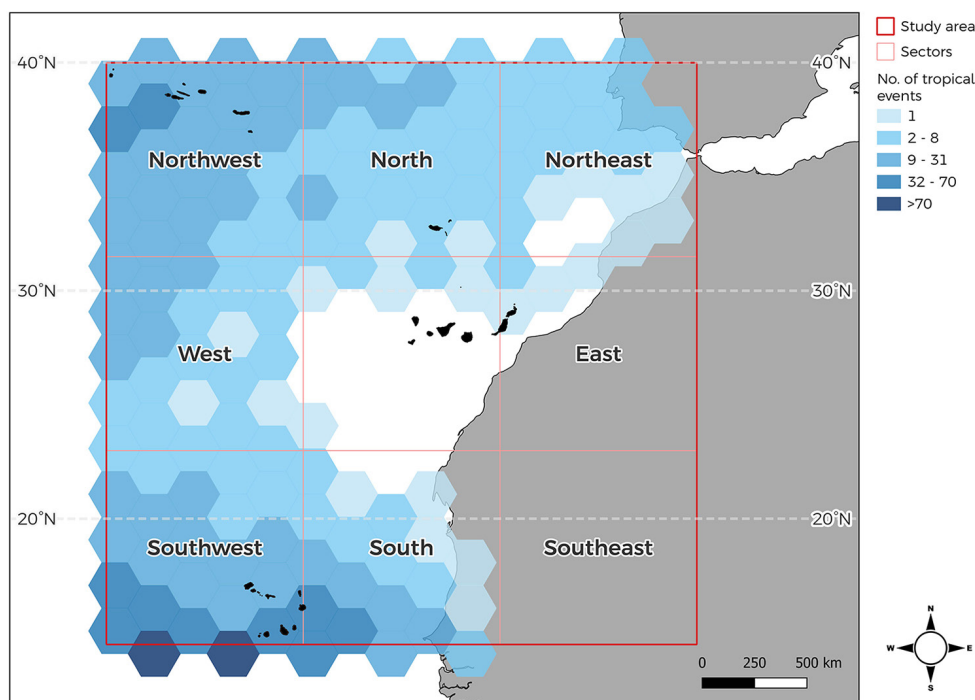 40°N
40°N
Northwest
North
Northeast
30°N
30°N
West
East
20°N
20°N
Southwest
South
Southeast
0
250
500 km
Study area
Sectors
No. of tropical
events
1
2 - 8
9 - 31
32 - 70
>70
N
W
E
S